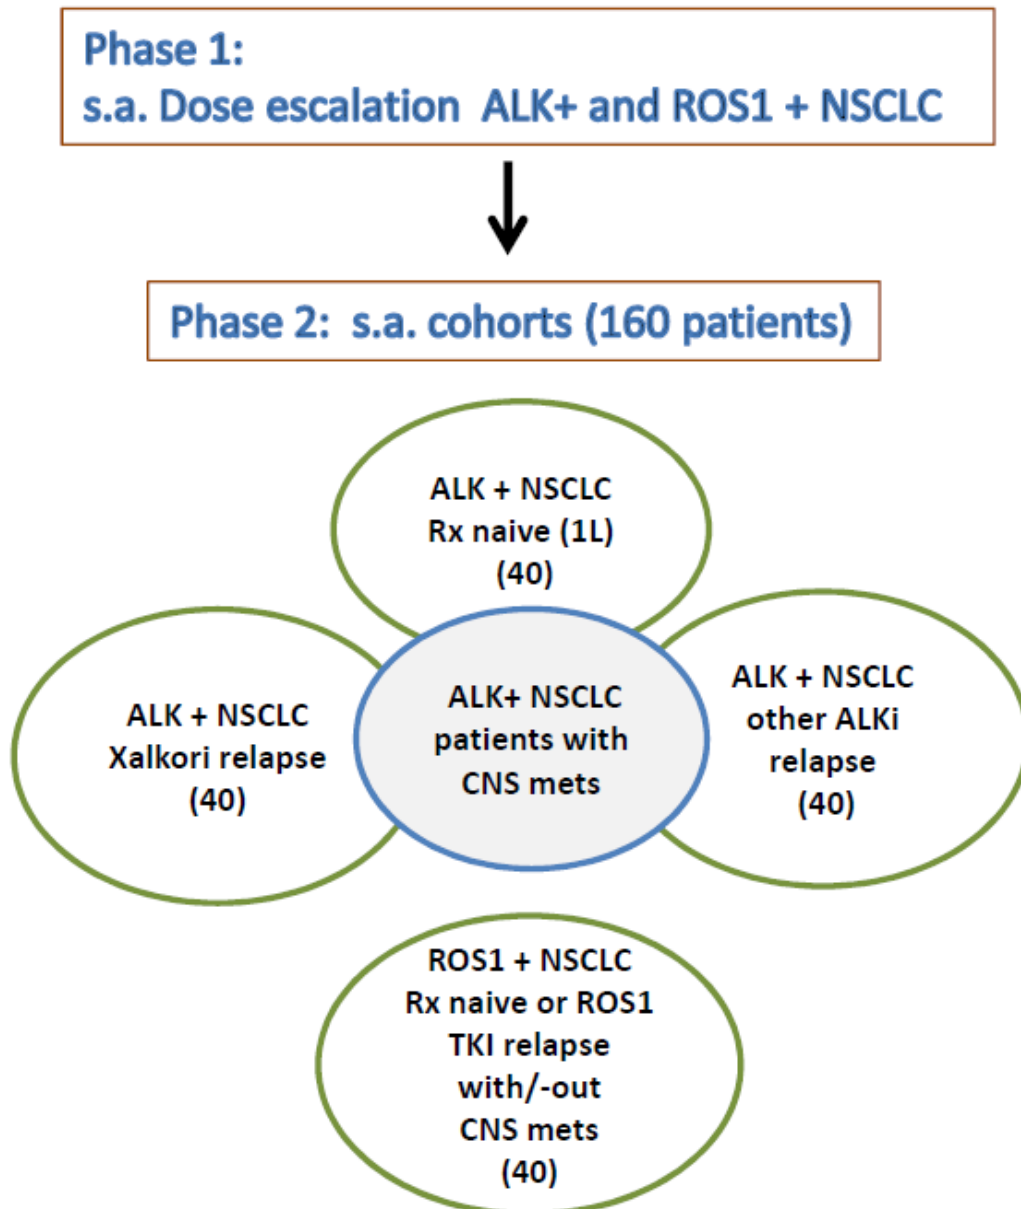 Phase 1:
s.a. Dose escalation ALK+ and ROS1 + NSCLC
Phase 2: s.a. cohorts (160 patients)
ALK + NSCLC
Rx naive (1L)
(40)
ALK + NSCLC
Xalkori relapse
(40)
ALK+ NSCLC
patients with
CNS mets
ALK + NSCLC
other ALKi
relapse
(40)
ROS1 + NSCLC
Rx naive or ROS1
TKI relapse
with/-out
CNS mets
(40)